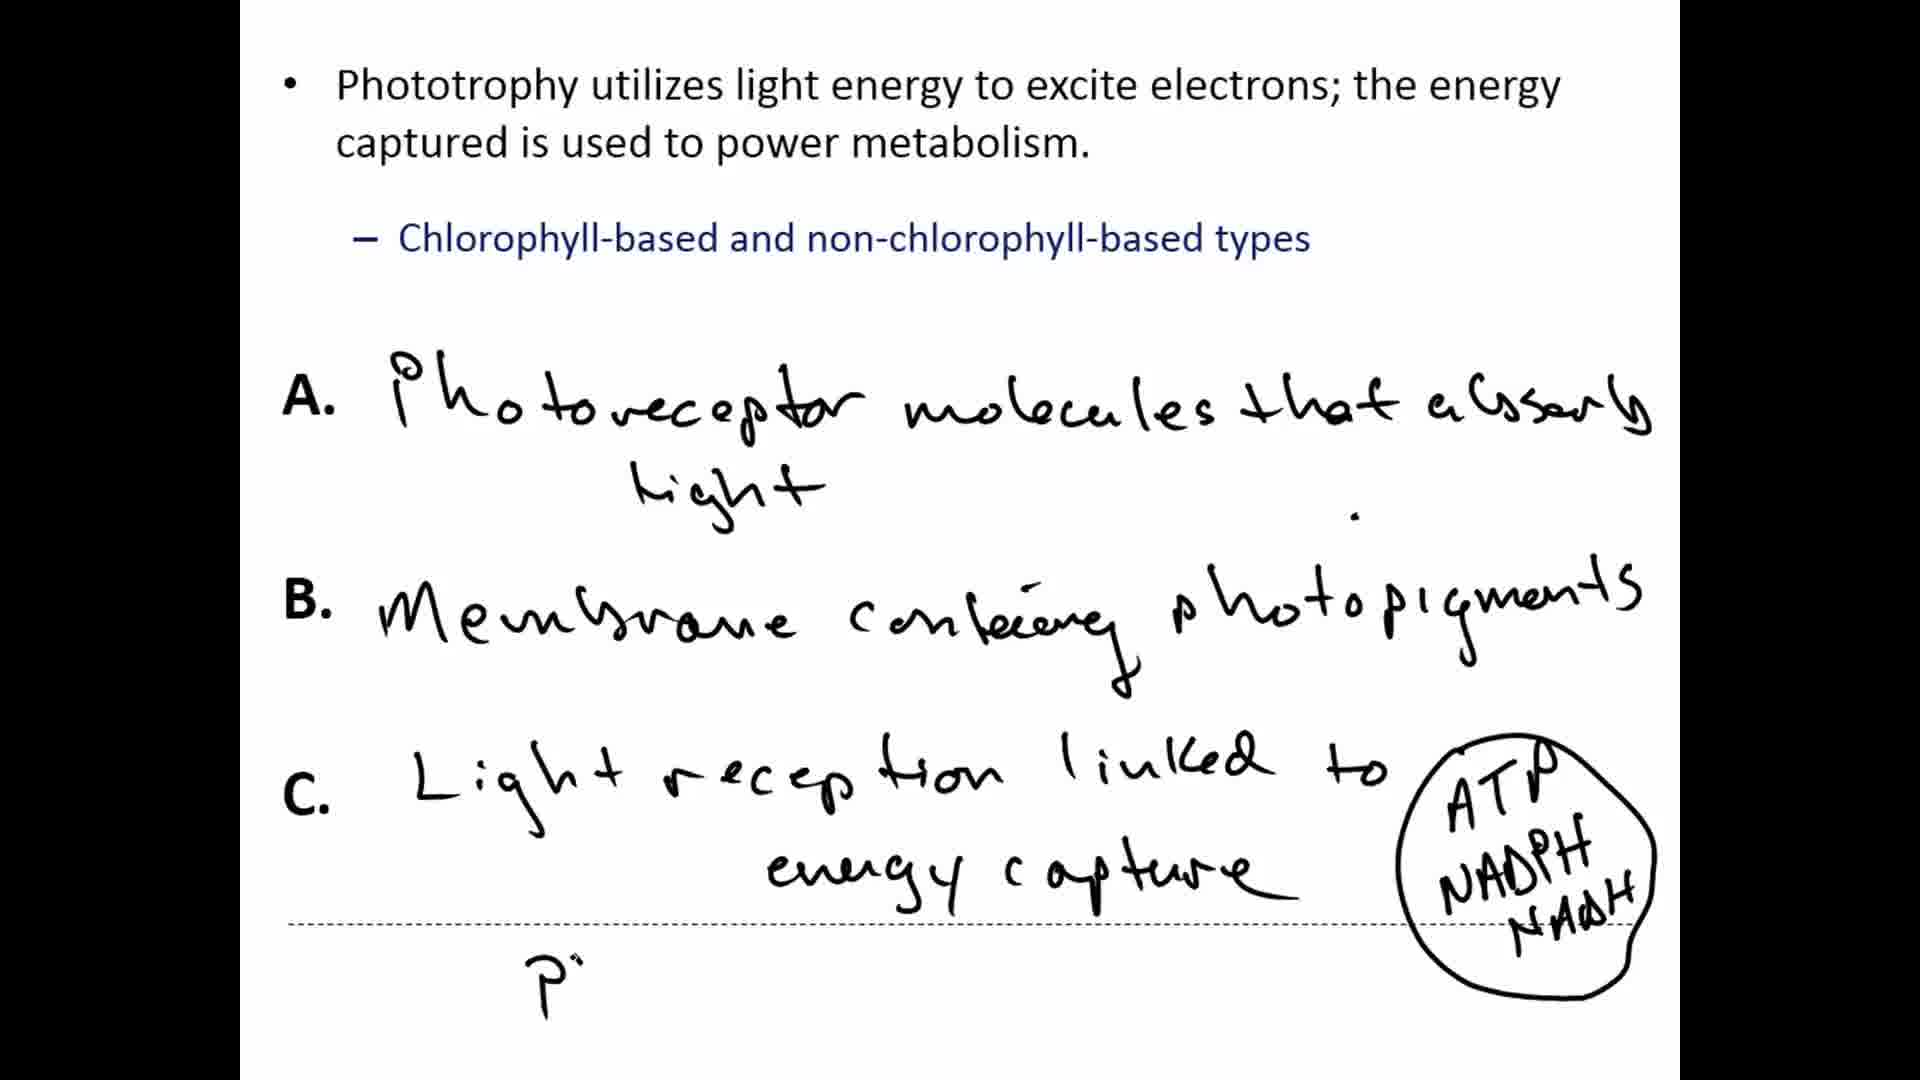 • Phototrophy utilizes light energy to excite electrons; the energy
captured is used to power metabolism.
– Chlorophyll-based and non-chlorophyll-based types
A. Photoreceptor molecules that absorb
light
B. Membrane containing photopigments
C. Light reception linked to
energy capture
ATP
NADPH
NADH
Pi